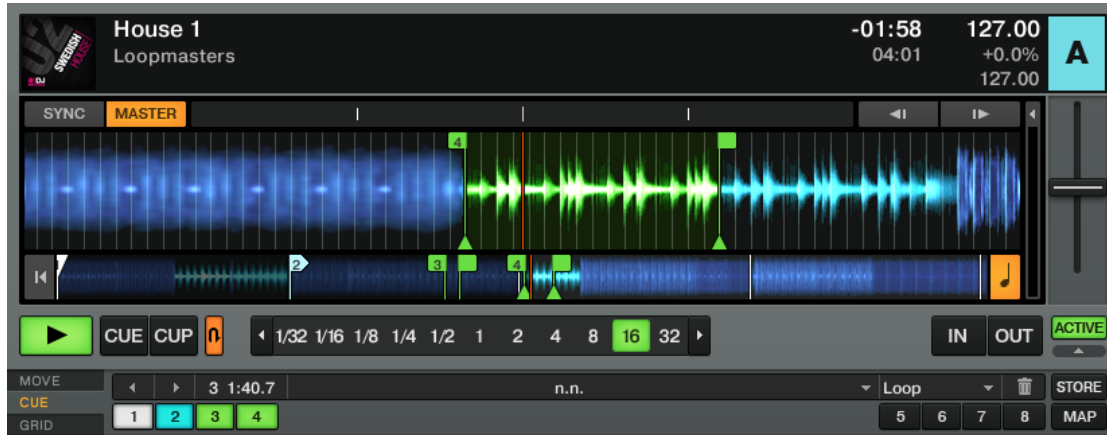 House 1
Loopmasters
-01:58
04:01
127.00
+0.0%
127.00
A
SWEDISH
HOUSE
DJ
SYNC MASTER
4
2 3 4
CUE CUP 1/32 1/16 1/8 1/4 1/2 1 2 4 8 16 32 IN OUT ACTIVE
MOVE
CUE
GRID
3 1:40.7 n.n. Loop STORE
1 2 3 4 5 6 7 8 MAP